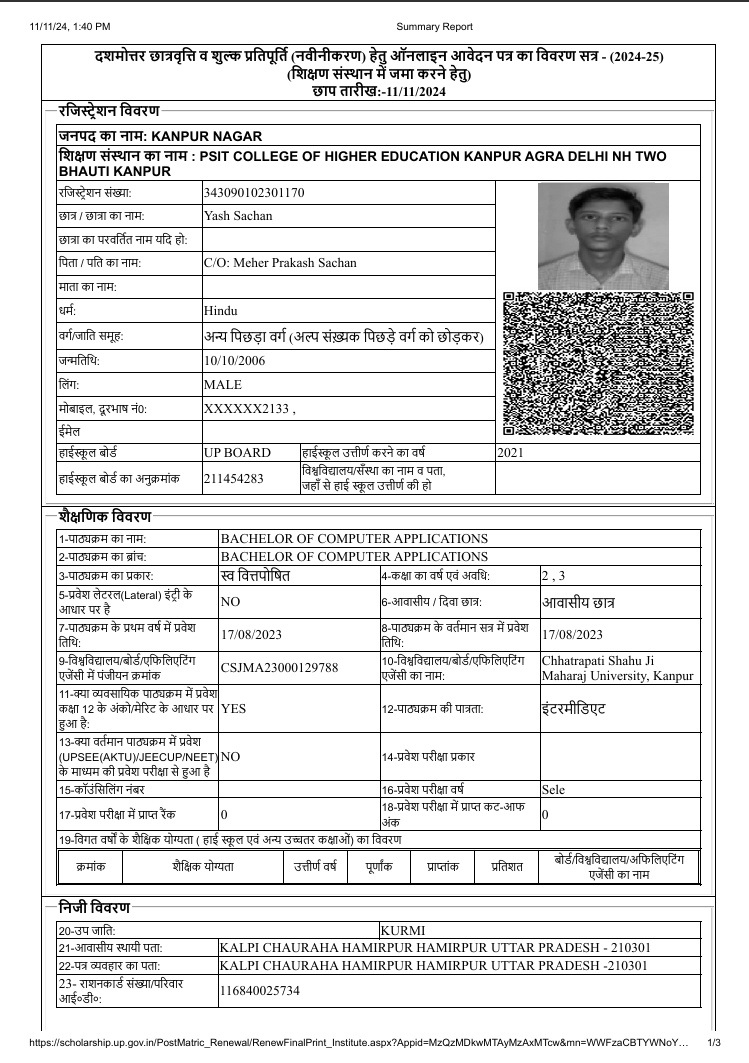 11/11/24, 1:40 PM Summary Report
दशमोत्तर छात्रवृत्ति व शुल्क प्रतिपूर्ति (नवीनीकरण) हेतु ऑनलाइन आवेदन पत्र का विवरण सत्र - (2024-25)
(शिक्षण संस्थान में जमा करने हेतु)
छाप तारीख:-11/11/2024
रजिस्ट्रेशन विवरण
जनपद का नाम: KANPUR NAGAR
शिक्षण संस्थान का नाम : PSIT COLLEGE OF HIGHER EDUCATION KANPUR AGRA DELHI NH TWO
BHAUTI KANPUR
रजिस्ट्रेशन संख्या: 343090102301170
छात्र / छात्रा का नाम: Yash Sachan
छात्रा का परवर्तित नाम यदि हो:
पिता / पति का नाम: C/O: Meher Prakash Sachan
माता का नाम:
धर्म: Hindu
वर्ग/जाति समूह: अन्य पिछड़ा वर्ग (अल्प संख़्यक पिछड़े वर्ग को छोड़कर)
जन्मतिथि: 10/10/2006
लिंग: MALE
मोबाइल, दूरभाष नं0: XXXXXX2133 ,
ईमेल
हाईस्कूल बोर्ड UP BOARD हाईस्कूल उत्तीर्ण करने का वर्ष 2021
हाईस्कूल बोर्ड का अनुक्रमांक 211454283 विश्वविद्यालय/सँस्था का नाम व पता,
जहाँ से हाई स्कूल उत्तीर्ण की हो
शैक्षणिक विवरण
1-पाठ्यक्रम का नाम: BACHELOR OF COMPUTER APPLICATIONS
2-पाठ्यक्रम का ब्रांच: BACHELOR OF COMPUTER APPLICATIONS
3-पाठ्यक्रम का प्रकार: स्व वित्तपोषित 4-कक्षा का वर्ष एवं अवधि: 2 , 3
5-प्रवेश लेटरल(Lateral) इंट्री के
आधार पर है NO 6-आवासीय / दिवा छात्र: आवासीय छात्र
7-पाठ्यक्रम के प्रथम वर्ष में प्रवेश
तिथि: 17/08/2023 8-पाठ्यक्रम के वर्तमान सत्र में प्रवेश
तिथि: 17/08/2023
9-विश्वविद्यालय/बोर्ड/एफिलिएटिंग
एजेंसी में पंजीयन क्रमांक CSJMA23000129788 10-विश्वविद्यालय/बोर्ड/एफिलिएटिंग
एजेंसी का नाम: Chhatrapati Shahu Ji
Maharaj University, Kanpur
11-क्या व्यवसायिक पाठ्यक्रम में प्रवेश
कक्षा 12 के अंको/मेरिट के आधार पर
हुआ है: YES 12-पाठ्यक्रम की पात्रता: इंटरमीडिएट
13-क्या वर्तमान पाठ्यक्रम में प्रवेश
(UPSEE(AKTU)/JEECUP/NEET)
के माध्यम की प्रवेश परीक्षा से हुआ है NO 14-प्रवेश परीक्षा प्रकार
15-कॉउंसिलिंग नंबर 16-प्रवेश परीक्षा वर्ष Sele
17-प्रवेश परीक्षा में प्राप्त रैंक 0 18-प्रवेश परीक्षा में प्राप्त कट-आफ
अंक 0
19-विगत वर्षों के शैक्षिक योग्यता ( हाई स्कूल एवं अन्य उच्चतर कक्षाओं) का विवरण
क्रमांक शैक्षिक योग्यता उत्तीर्ण वर्ष पूर्णांक प्राप्तांक प्रतिशत बोर्ड/विश्वविद्यालय/अफिलिएटिंग
एजेंसी का नाम
निजी विवरण
20-उप जाति: KURMI
21-आवासीय स्थायी पता: KALPI CHAURAHA HAMIRPUR HAMIRPUR UTTAR PRADESH - 210301
22-पत्र व्यवहार का पता: KALPI CHAURAHA HAMIRPUR HAMIRPUR UTTAR PRADESH -210301
23- राशनकार्ड संख्या/परिवार
आई०डी०: 116840025734
https://scholarship.up.gov.in/PostMatric_Renewal/RenewFinalPrint_Institute.aspx?Appid=MzQzMDkwMTAyMzAxMTcw&mn=WWFzaCBTYWNoY… 1/3